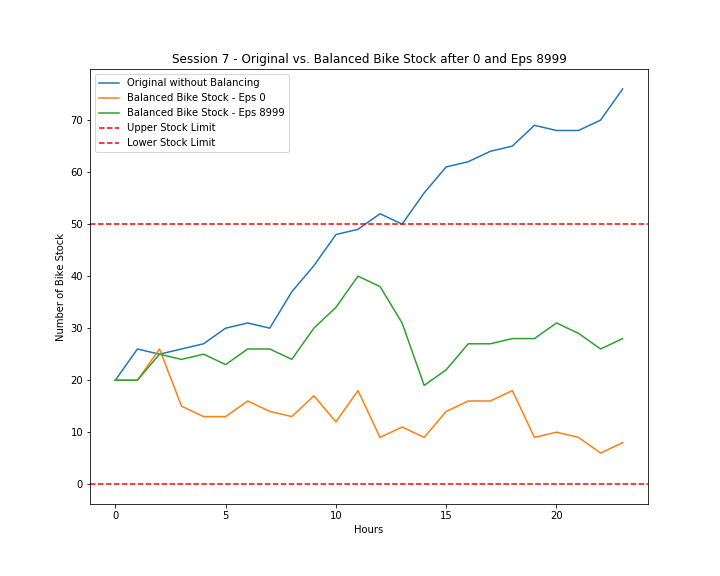 Session 7 - Original vs. Balanced Bike Stock after 0 and Eps 8999
Original without Balancing
Balanced Bike Stock - Eps 0
Balanced Bike Stock - Eps 8999
Upper Stock Limit
Lower Stock Limit
Number of Bike Stock
70
60
50
40
30
20
10
0
0 5 10 15 20
Hours